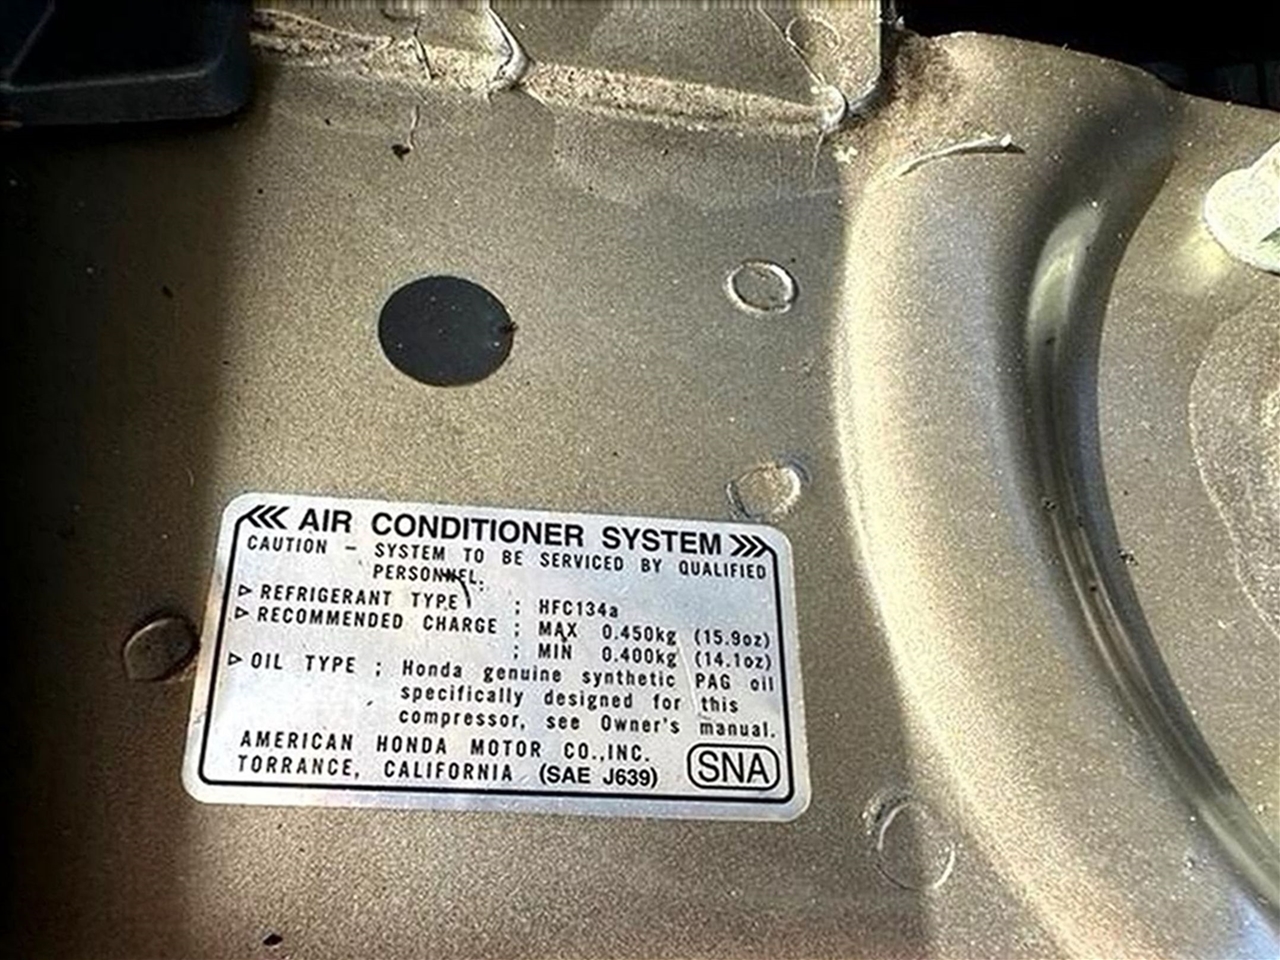 AIR CONDITIONER SYSTEM
CAUTION – SYSTEM TO BE SERVICED BY QUALIFIED
PERSONNEL.
▷ REFRIGERANT TYPE : HFC134a
▷ RECOMMENDED CHARGE : MAX 0.450kg (15.9oz)
: MIN 0.400kg (14.1oz)
▷ OIL TYPE : Honda genuine synthetic PAG oil
specifically designed for this
compressor, see Owner's manual.
AMERICAN HONDA MOTOR CO.,INC.
TORRANCE, CALIFORNIA (SAE J639) SNA